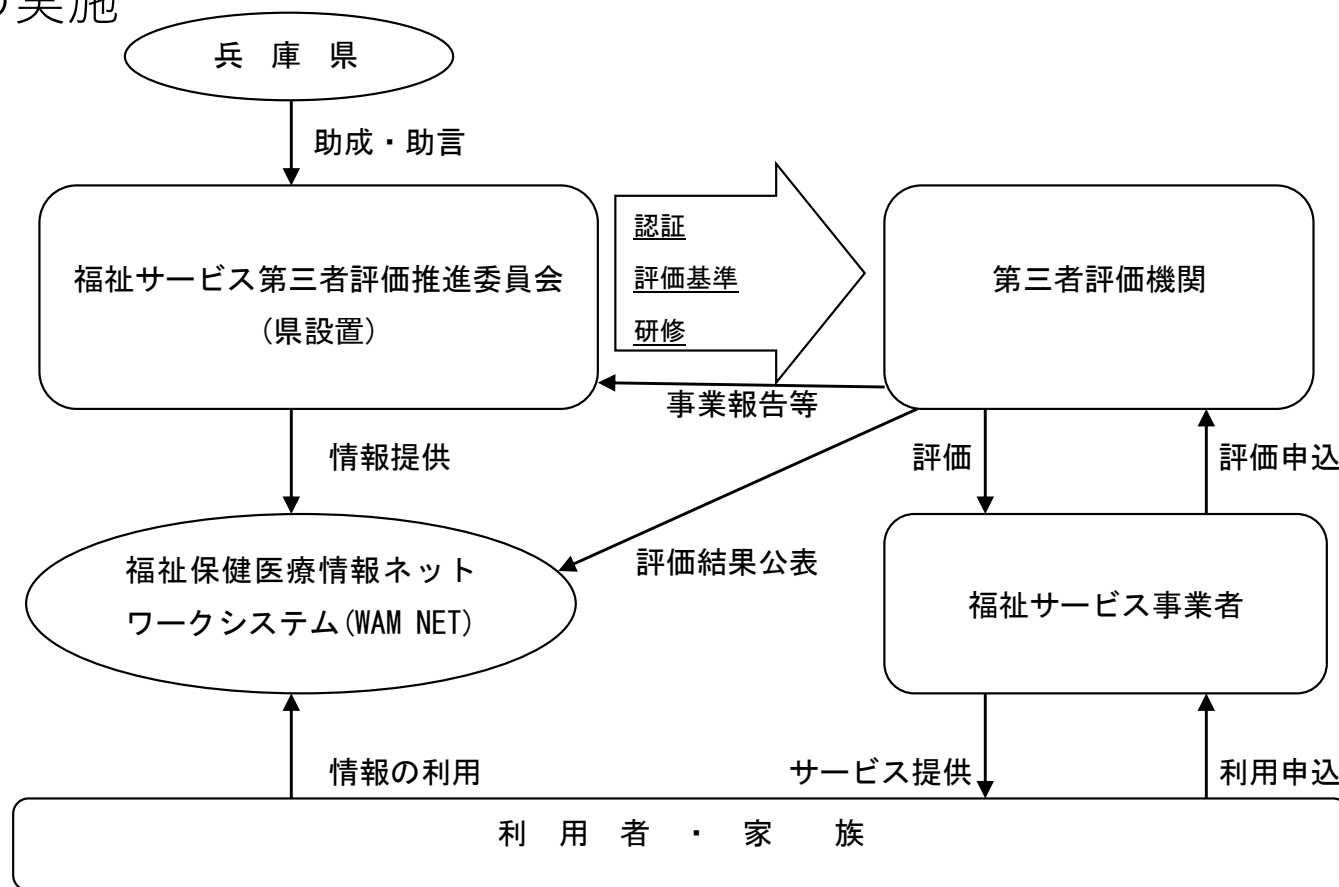 の実施
兵 庫 県
助成・助言
福祉サービス第三者評価推進委員会
(県設置)
認証
評価基準
研修
第三者評価機関
事業報告等
情報提供
評価
評価申込
福祉保健医療情報ネット
ワークシステム(WAM NET)
評価結果公表
福祉サービス事業者
情報の利用
サービス提供
利用申込
利 用 者 ・ 家 族